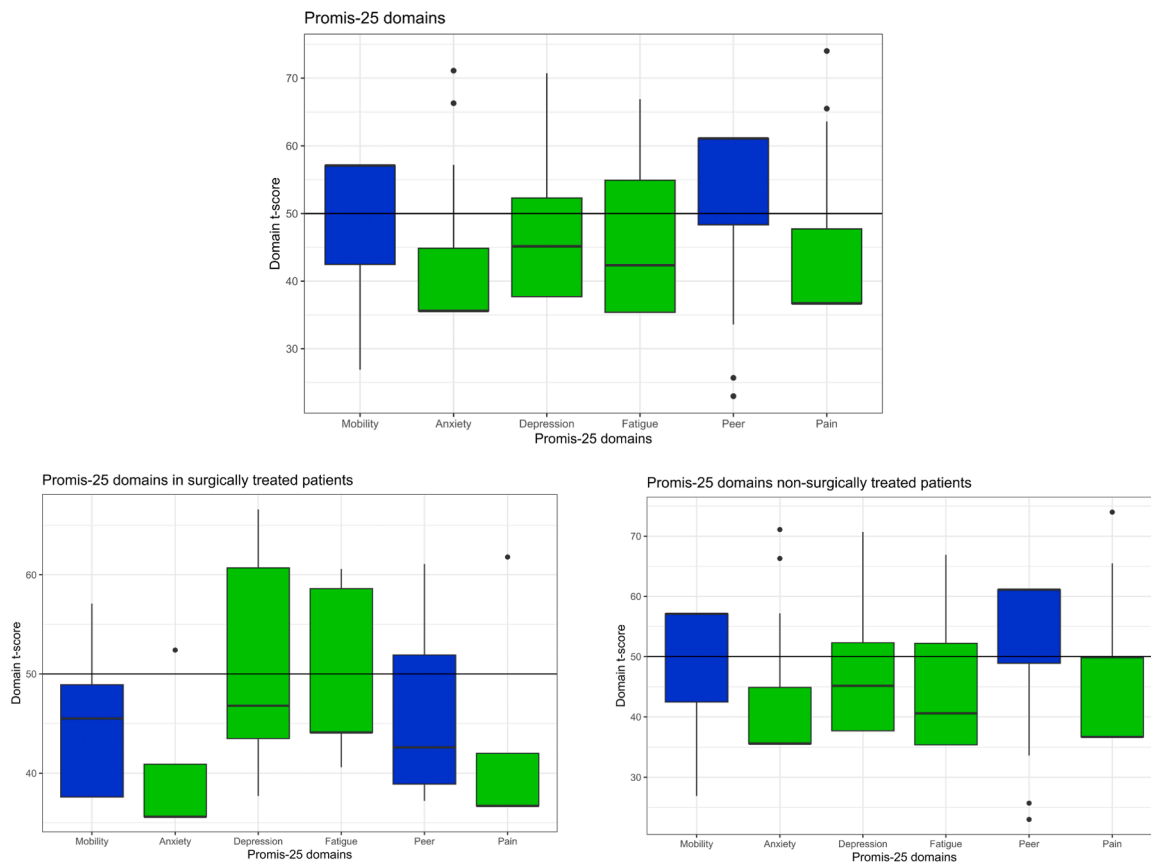 Promis-25 domains
Domain t-score
70
60
50
40
30
Mobility Anxiety Depression Fatigue Peer Pain
Promis-25 domains
Promis-25 domains in surgically treated patients
Domain t-score
60
50
40
Mobility Anxiety Depression Fatigue Peer Pain
Promis-25 domains
Promis-25 domains non-surgically treated patients
Domain t-score
70
60
50
40
30
Mobility Anxiety Depression Fatigue Peer Pain
Promis-25 domains